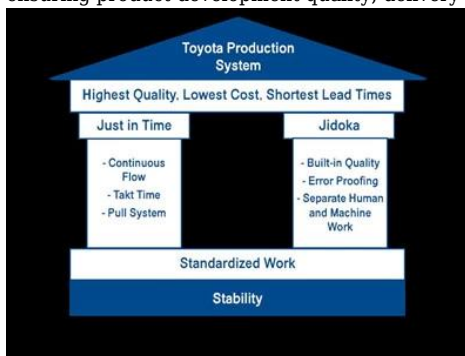 ensuring product development quality, delivery
Toyota Production
System
Highest Quality, Lowest Cost, Shortest Lead Times
Just in Time
Jidoka
- Continuous
Flow
- Takt Time
- Pull System
- Built-in Quality
- Error Proofing
- Separate Human
and Machine
Work
Standardized Work
Stability